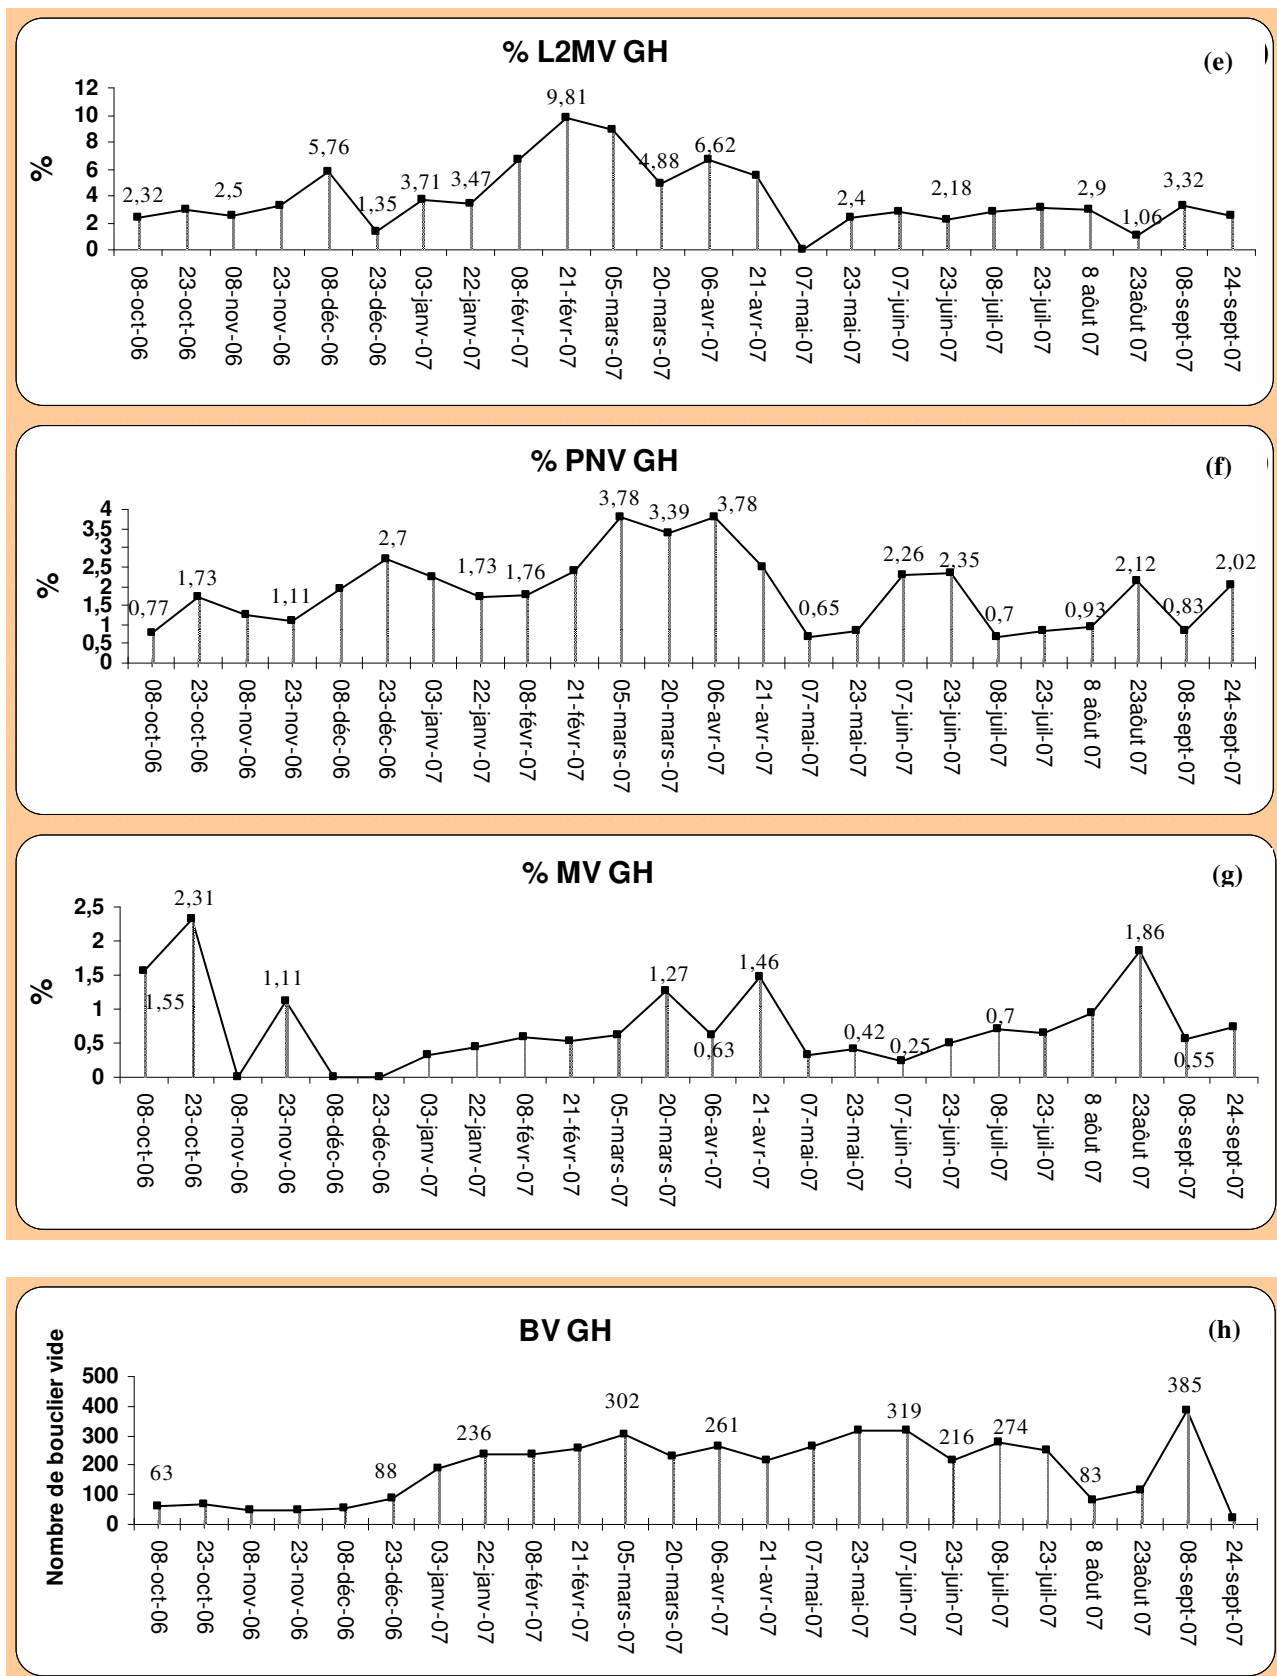 % L2MV GH
(e)
%
12
10
8
6
4
2
0
2,32
2,5
5,76
1,35
3,71
3,47
9,81
4,88
6,62
2,4
2,18
2,9
1,06
3,32
08-oct-06
23-oct-06
08-nov-06
23-nov-06
08-déc-06
23-déc-06
03-janv-07
22-janv-07
08-févr-07
21-févr-07
05-mars-07
20-mars-07
06-avr-07
21-avr-07
07-mai-07
23-mai-07
07-juin-07
23-juin-07
08-juil-07
23-juil-07
8 aôut 07
23aôut 07
08-sept-07
24-sept-07
% PNV GH
(f)
%
4
3,5
3
2,5
2
1,5
1
0,5
0
0,77
1,73
1,11
2,7
1,73
1,76
3,78
3,39
3,78
0,65
2,26
2,35
0,7
0,93
2,12
0,83
2,02
08-oct-06
23-oct-06
08-nov-06
23-nov-06
08-déc-06
23-déc-06
03-janv-07
22-janv-07
08-févr-07
21-févr-07
05-mars-07
20-mars-07
06-avr-07
21-avr-07
07-mai-07
23-mai-07
07-juin-07
23-juin-07
08-juil-07
23-juil-07
8 aôut 07
23aôut 07
08-sept-07
24-sept-07
% MV GH
(g)
%
2,5
2
1,5
1
0,5
0
1,55
2,31
1,11
1,27
0,63
1,46
0,42
0,25
0,7
1,86
0,55
08-oct-06
23-oct-06
08-nov-06
23-nov-06
08-déc-06
23-déc-06
03-janv-07
22-janv-07
08-févr-07
21-févr-07
05-mars-07
20-mars-07
06-avr-07
21-avr-07
07-mai-07
23-mai-07
07-juin-07
23-juin-07
08-juil-07
23-juil-07
8 aôut 07
23aôut 07
08-sept-07
24-sept-07
BV GH
(h)
Nombre de bouclier vide
500
400
300
200
100
0
63
88
236
302
261
319
216
274
83
385
08-oct-06
23-oct-06
08-nov-06
23-nov-06
08-déc-06
23-déc-06
03-janv-07
22-janv-07
08-févr-07
21-févr-07
05-mars-07
20-mars-07
06-avr-07
21-avr-07
07-mai-07
23-mai-07
07-juin-07
23-juin-07
08-juil-07
23-juil-07
8 aôut 07
23aôut 07
08-sept-07
24-sept-07